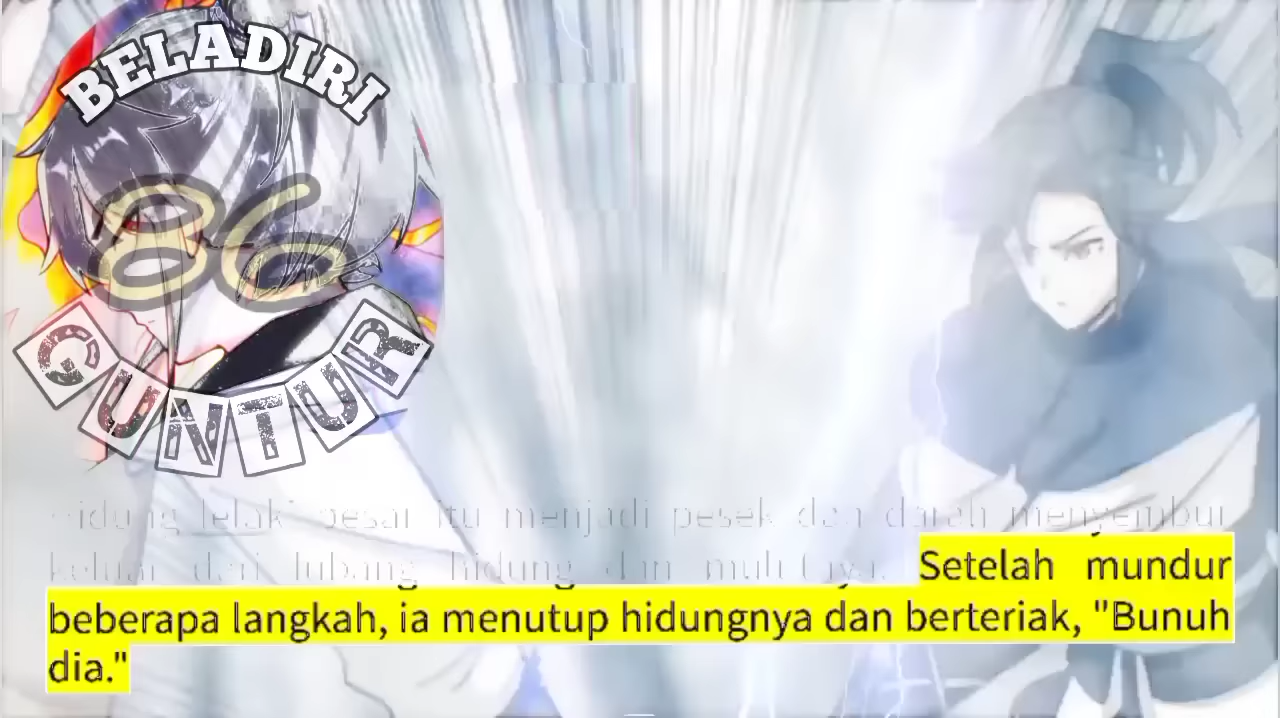 BELADIRI
86
GUNTUR
hidung lelaki besar itu menjadi pesek dan darah menyembur
keluar dari lubang hidung dan mulutnya. Setelah mundur
beberapa langkah, ia menutup hidungnya dan berteriak, "Bunuh
dia."